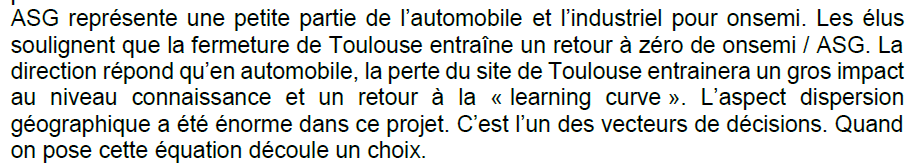 ASG représente une petite partie de l'automobile et l'industriel pour onsemi. Les élus
soulignent que la fermeture de Toulouse entraîne un retour à zéro de onsemi / ASG. La
direction répond qu'en automobile, la perte du site de Toulouse entrainera un gros impact
au niveau connaissance et un retour à la « learning curve ». L'aspect dispersion
géographique a été énorme dans ce projet. C'est l'un des vecteurs de décisions. Quand
on pose cette équation découle un choix.